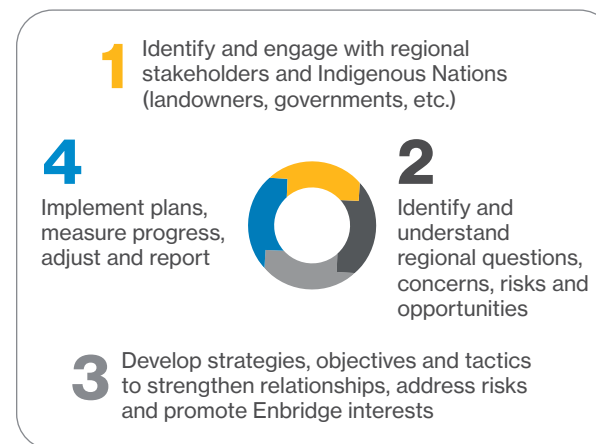 1
Identify and engage with regional
stakeholders and Indigenous Nations
(landowners, governments, etc.)
2
Identify and
understand
regional questions,
concerns, risks and
opportunities
3
Develop strategies, objectives and tactics
to strengthen relationships, address risks
and promote Enbridge interests
4
Implement plans,
measure progress,
adjust and report